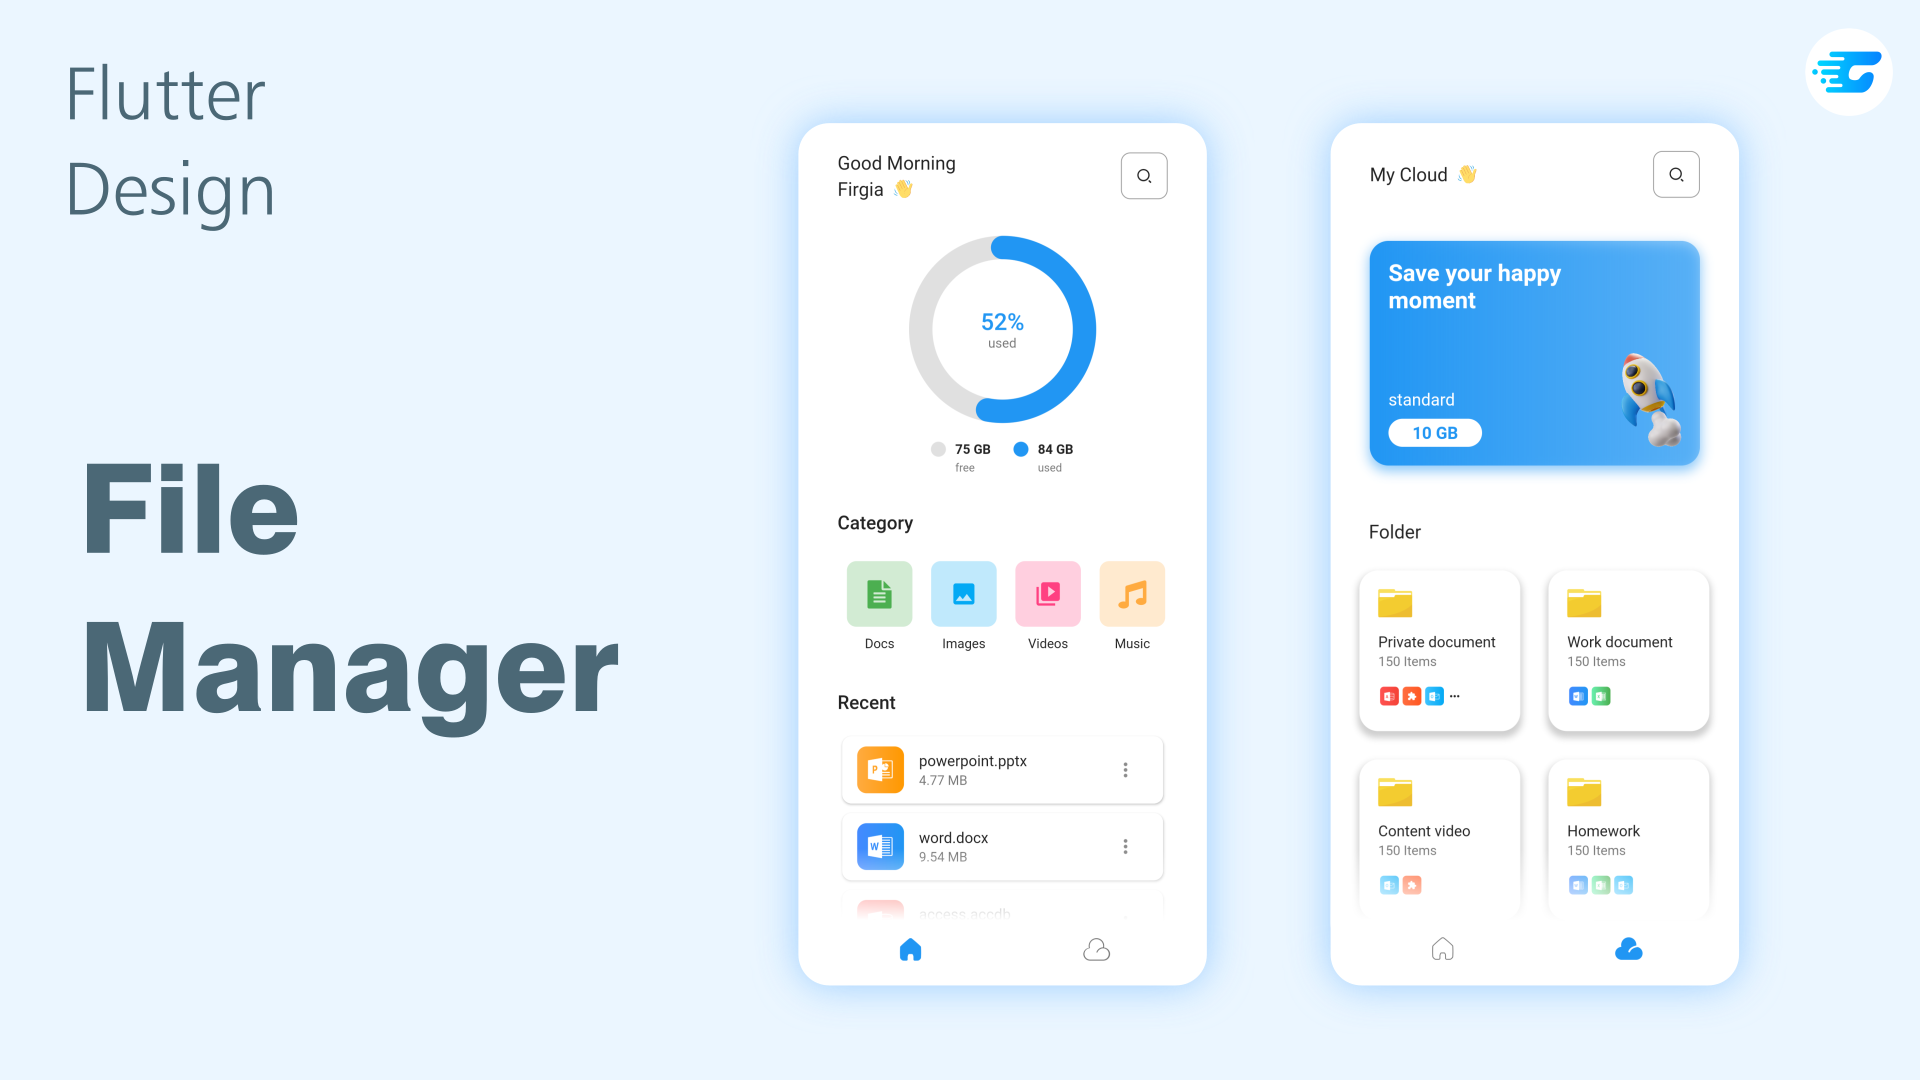 Flutter
Design
File
Manager
Good Morning
Firgia
52%
used
75 GB
free
84 GB
used
Category
Docs
Images
Videos
Music
Recent
powerpoint.pptx
4.77 MB
word.docx
9.54 MB
access.accdb
My Cloud
Save your happy
moment
standard
10 GB
Folder
Private document
150 Items
...
Work document
150 Items
Content video
150 Items
Homework
150 Items